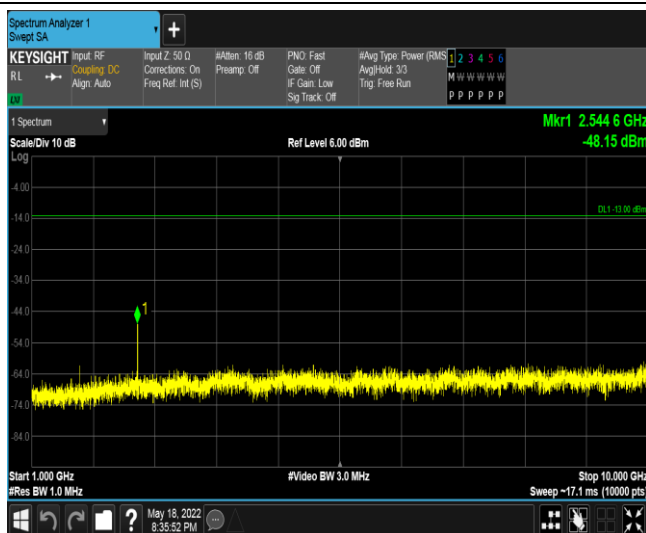 Spectrum Analyzer 1
Swept SA
KEYSIGHT Input: RF Input Z: 50 Ω #Atten: 16 dB PNO: Fast #Avg Type: Power (RMS 1 2 3 4 5 6
RL Coupling: DC Corrections: On Preamp: Off Gate: Off Avg|Hold: 3/3 M W W W W W
Align: Auto Freq Ref: Int (S) IF Gain: Low Trig: Free Run
Sig Track: Off P P P P P P
1 Spectrum Mkr1 2.544 6 GHz
Scale/Div 10 dB Ref Level 6.00 dBm -48.15 dBm
Log
-4.00
DL1 -13.00 dBm
-14.0
-24.0
-34.0
-44.0
1
-54.0
-64.0
-74.0
-84.0
Start 1.000 GHz #Video BW 3.0 MHz Stop 10.000 GHz
#Res BW 1.0 MHz Sweep ~17.1 ms (10000 pts)
? May 18, 2022
8:35:52 PM